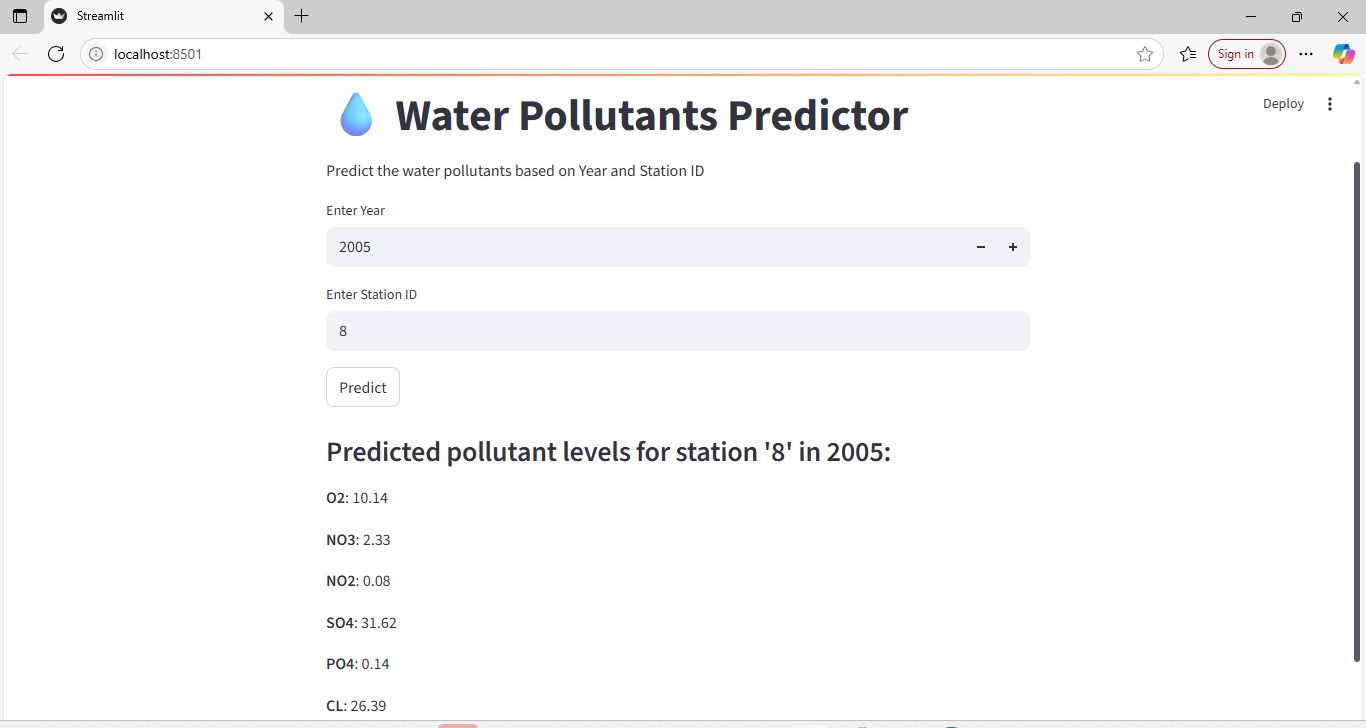 Streamlit
localhost:8501
Sign in
Deploy
Water Pollutants Predictor
Predict the water pollutants based on Year and Station ID
Enter Year
2005
Enter Station ID
8
Predict
Predicted pollutant levels for station '8' in 2005:
O2: 10.14
NO3: 2.33
NO2: 0.08
SO4: 31.62
PO4: 0.14
CL: 26.39